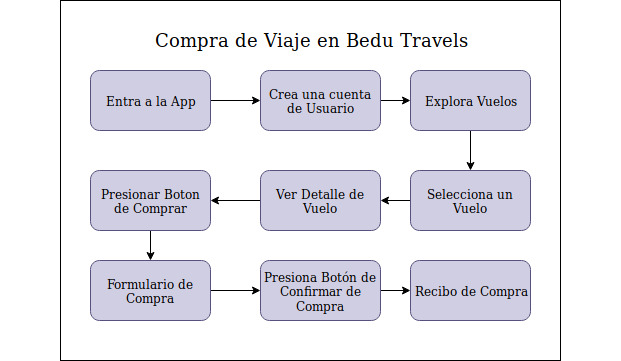 Compra de Viaje en Bedu Travels
Entra a la App
Crea una cuenta
de Usuario
Explora Vuelos
Selecciona un
Vuelo
Ver Detalle de
Vuelo
Presionar Boton
de Comprar
Formulario de
Compra
Presiona Botón de
Confirmar de
Compra
Recibo de Compra